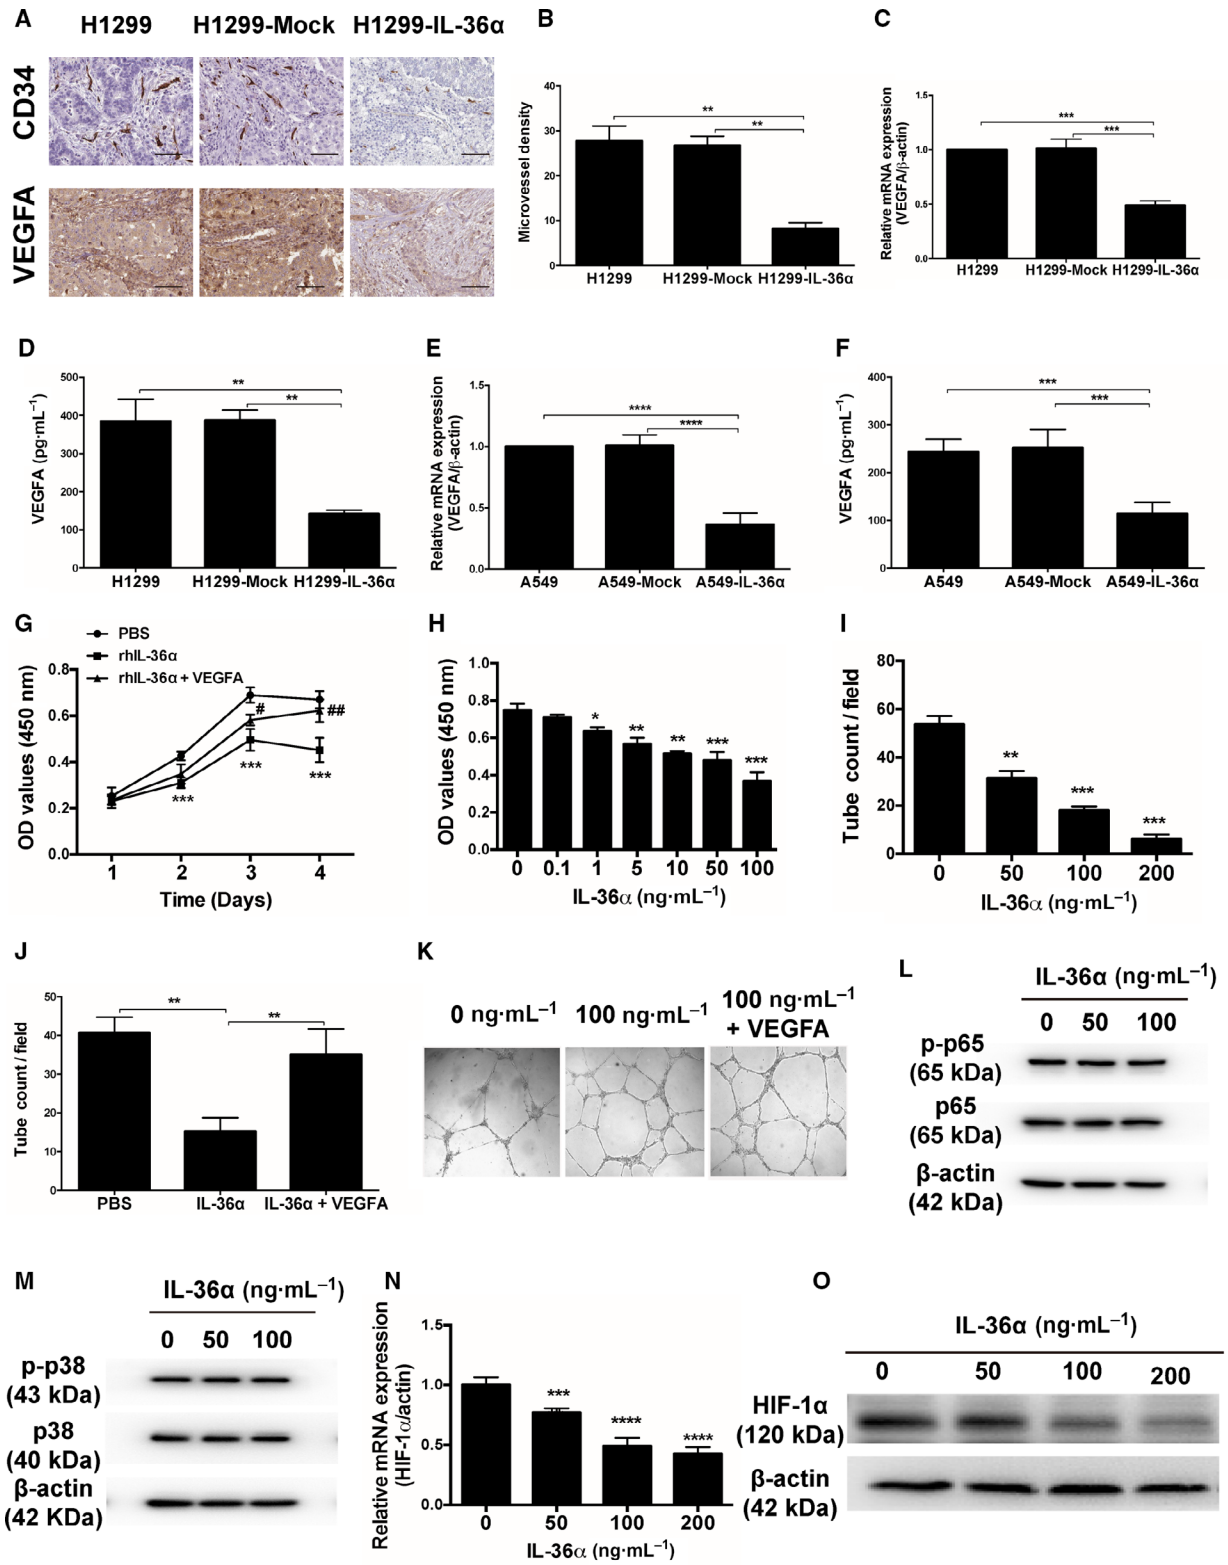 A
H1299
H1299-Mock
H1299-IL-36α
CD34
VEGFA
B
Microvessel density
40
30
20
10
0
**
**
H1299
H1299-Mock
H1299-IL-36α
C
Relative mRNA expression
(VEGFA/β-actin)
1.5
1.0
0.5
0.0
***
***
H1299
H1299-Mock
H1299-IL-36α
D
VEGFA (pg·mL⁻¹)
500
400
300
200
100
0
**
**
H1299
H1299-Mock
H1299-IL-36α
E
Relative mRNA expression
(VEGFA/β-actin)
1.5
1.0
0.5
0.0
****
****
A549
A549-Mock
A549-IL-36α
F
VEGFA (pg·mL⁻¹)
400
300
200
100
0
***
***
A549
A549-Mock
A549-IL-36α
G
PBS
rhIL-36α
rhIL-36α + VEGFA
OD values (450 nm)
0.8
0.6
0.4
0.2
0.0
***
***
***
#
##
1 2 3 4
Time (Days)
H
OD values (450 nm)
1.0
0.8
0.6
0.4
0.2
0.0
*
**
**
***
***
0 0.1 1 5 10 50 100
IL-36α (ng·mL⁻¹)
I
Tube count / field
80
60
40
20
0
**
***
***
0 50 100 200
IL-36α (ng·mL⁻¹)
J
Tube count / field
50
40
30
20
10
0
**
**
PBS
IL-36α
IL-36α + VEGFA
K
0 ng·mL⁻¹
100 ng·mL⁻¹
100 ng·mL⁻¹
+ VEGFA
L
IL-36α (ng·mL⁻¹)
0 50 100
p-p65
(65 kDa)
p65
(65 kDa)
β-actin
(42 kDa)
M
IL-36α (ng·mL⁻¹)
0 50 100
p-p38
(43 kDa)
p38
(40 kDa)
β-actin
(42 KDa)
N
Relative mRNA expression
(HIF-1α/actin)
1.5
1.0
0.5
0.0
***
****
****
0 50 100 200
IL-36α (ng·mL⁻¹)
O
IL-36α (ng·mL⁻¹)
0 50 100 200
HIF-1α
(120 kDa)
β-actin
(42 kDa)